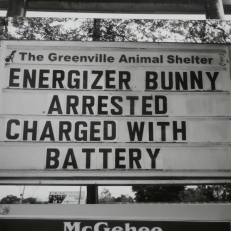 The Greenville Animal Shelter
ENERGIZER BUNNY
ARRESTED
CHARGED WITH
BATTERY
McGehee